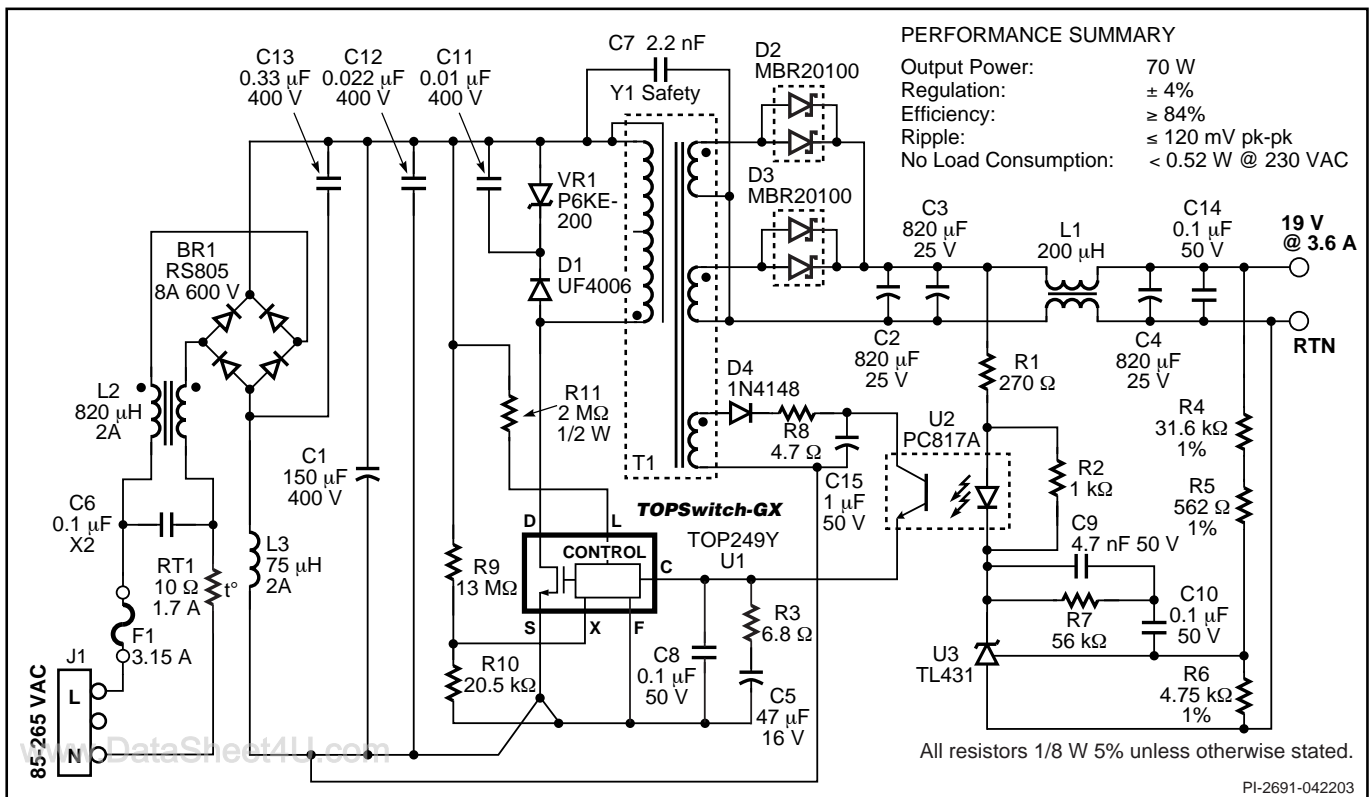 C13
0.33 µF
400 V
C12
0.022 µF
400 V
C11
0.01 µF
400 V
C7 2.2 nF
Y1 Safety
D2
MBR20100
PERFORMANCE SUMMARY
Output Power: 70 W
Regulation: ± 4%
Efficiency: ≥ 84%
Ripple: ≤ 120 mV pk-pk
No Load Consumption: < 0.52 W @ 230 VAC
VR1
P6KE-
200
D1
UF4006
BR1
RS805
8A 600 V
D3
MBR20100
C3
820 µF
25 V
L1
200 µH
C14
0.1 µF
50 V
19 V
@ 3.6 A
RTN
C2
820 µF
25 V
C4
820 µF
25 V
L2
820 µH
2A
R11
2 MΩ
1/2 W
D4
1N4148
R8
4.7 Ω
R1
270 Ω
U2
PC817A
R4
31.6 kΩ
1%
C1
150 µF
400 V
T1
C15
1 µF
50 V
R2
1 kΩ
R5
562 Ω
1%
C6
0.1 µF
X2
RT1
10 Ω
1.7 A
t°
L3
75 µH
2A
TOPSwitch-GX
D
L
CONTROL
C
S
X
F
TOP249Y
U1
R9
13 MΩ
C9
4.7 nF 50 V
R7
56 kΩ
C10
0.1 µF
50 V
F1
3.15 A
R10
20.5 kΩ
C8
0.1 µF
50 V
R3
6.8 Ω
C5
47 µF
16 V
U3
TL431
R6
4.75 kΩ
1%
J1
L
N
85-265 VAC
www.DataSheet4U.com
All resistors 1/8 W 5% unless otherwise stated.
PI-2691-042203